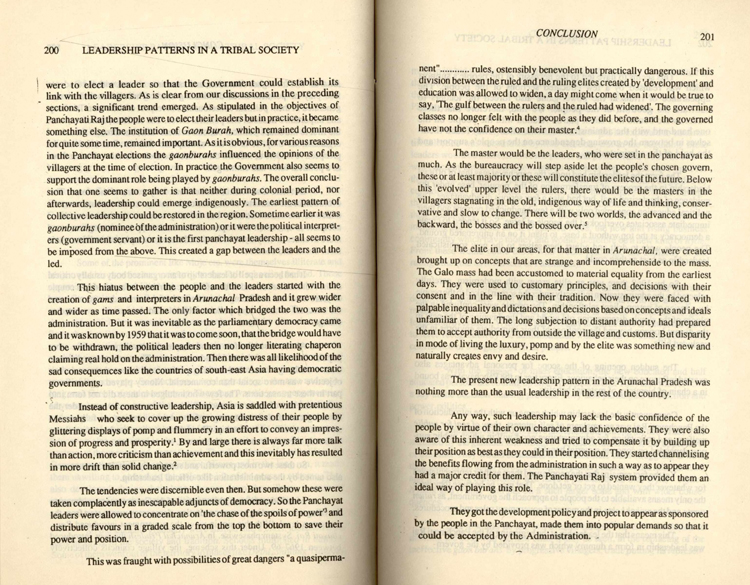 200 LEADERSHIP PATTERNS IN A TRIBAL SOCIETY
were to elect a leader so that the Government could establish its
link with the villagers. As is clear from our discussions in the preceding
sections, a significant trend emerged. As stipulated in the objectives of
Panchayati Raj the people were to elect their leaders but in practice, it became
something else. The institution of Gaon Burah, which remained dominant
for quite some time, remained important. As it is obvious, for various reasons
in the Panchayat elections the gaonburahs influenced the opinions of the
villagers at the time of election. In practice the Government also seems to
support the dominant role being played by gaonburahs. The overall conclu-
sion that one seems to gather is that neither during colonial period, nor
afterwards, leadership could emerge indigenously. The earliest pattern of
collective leadership could be restored in the region. Sometime earlier it was
gaonburahs (nominee of the administration) or it were the political interpret-
ers (government servant) or it is the first panchayat leadership - all seems to
be imposed from the above. This created a gap between the leaders and the
led.
This hiatus between the people and the leaders started with the
creation of gams and interpreters in Arunachal Pradesh and it grew wider
and wider as time passed. The only factor which bridged the two was the
administration. But it was inevitable as the parliamentary democracy came
and it was known by 1959 that it was to come soon, that the bridge would have
to be withdrawn, the political leaders then no longer literating chaperon
claiming real hold on the administration. Then there was all likelihood of the
sad consequences like the countries of south-east Asia having democratic
governments.
Instead of constructive leadership, Asia is saddled with pretentious
Messiahs who seek to cover up the growing distress of their people by
glittering displays of pomp and flummery in an effort to convey an impres-
sion of progress and prosperity.1 By and large there is always far more talk
than action, more criticism than achievement and this inevitably has resulted
in more drift than solid change.2
The tendencies were discernible even then. But somehow these were
taken complacently as inescapable adjuncts of democracy. So the Panchayat
leaders were allowed to concentrate on 'the chase of the spoils of power'3 and
distribute favours in a graded scale from the top the bottom to save their
power and position.
This was fraught with possibilities of great dangers "a quasiperma-
CONCLUSION 201
nent"............ rules, ostensibly benevolent but practically dangerous. If this
division between the ruled and the ruling elites created by 'development' and
education was allowed to widen, a day might come when it would be true to
say, 'The gulf between the rulers and the ruled had widened'. The governing
classes no longer felt with the people as they did before, and the governed
have not the confidence on their master.4
The master would be the leaders, who were set in the panchayat as
much. As the bureaucracy will step aside let the people's chosen govern,
these or at least majority or these will constitute the elites of the future. Below
this 'evolved' upper level the rulers, there would be the masters in the
villagers stagnating in the old, indigenous way of life and thinking, conser-
vative and slow to change. There will be two worlds, the advanced and the
backward, the bosses and the bossed over.5
The elite in our areas, for that matter in Arunachal, were created
brought up on concepts that are strange and incomprehensible to the mass.
The Galo mass had been accustomed to material equality from the earliest
days. They were used to customary principles, and decisions with their
consent and in the line with their tradition. Now they were faced with
palpable inequality and dictations and decisions based on concepts and ideals
unfamiliar of them. The long subjection to distant authority had prepared
them to accept authority from outside the village and customs. But disparity
in mode of living the luxury, pomp and by the elite was something new and
naturally creates envy and desire.
The present new leadership pattern in the Arunachal Pradesh was
nothing more than the usual leadership in the rest of the country.
Any way, such leadership may lack the basic confidence of the
people by virtue of their own character and achievements. They were also
aware of this inherent weakness and tried to compensate it by building up
their position as best as they could in their position. They started channelising
the benefits flowing from the administration in such a way as to appear they
had a major credit for them. The Panchayati Raj system provided them an
ideal way of playing this role.
They got the development policy and project to appear as sponsored
by the people in the Panchayat, made them into popular demands so that it
could be accepted by the Administration.